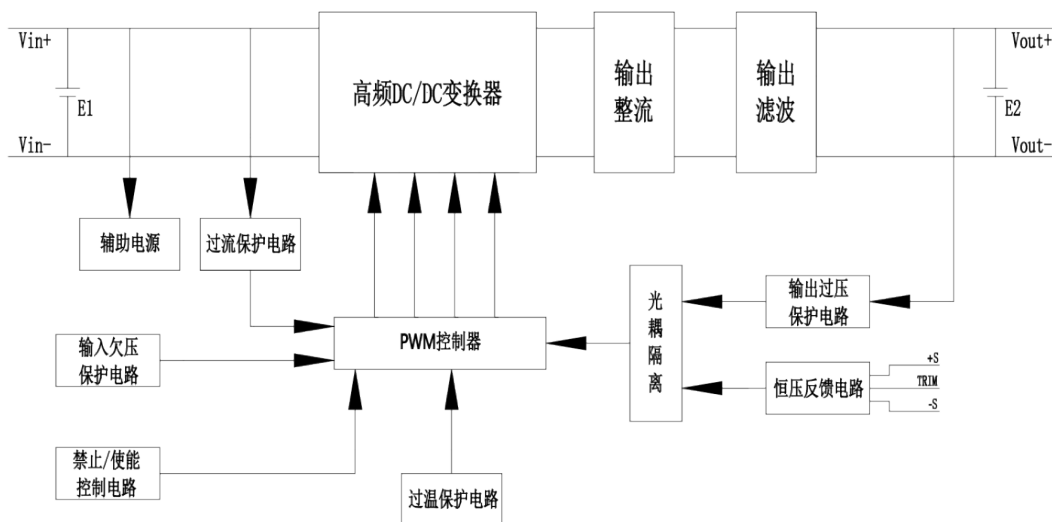 Vin+
E1
Vin-
高频DC/DC变换器
输出
整流
输出
滤波
Vout+
E2
Vout-
辅助电源
过流保护电路
光
耦
隔
离
输出过压
保护电路
PWM控制器
输入欠压
保护电路
恒压反馈电路
+S
TRIM
-S
禁止/使能
控制电路
过温保护电路